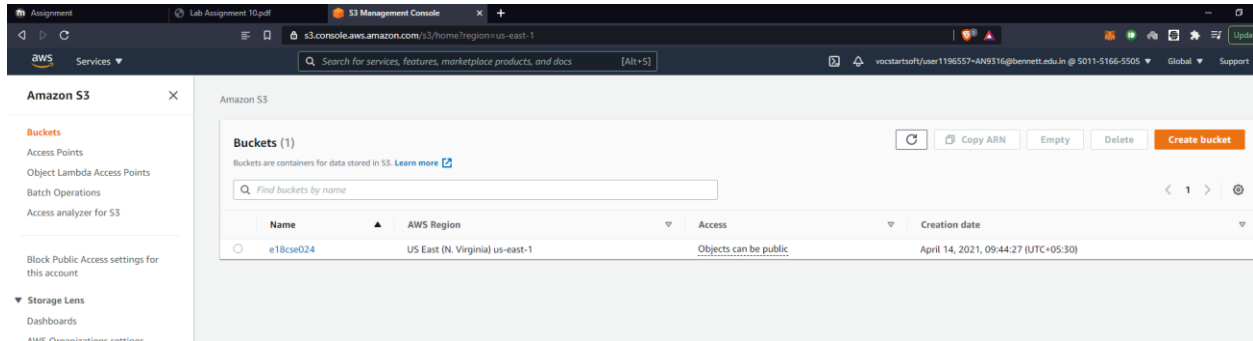 Assignment
Lab Assignment 10.pdf
S3 Management Console
s3.console.aws.amazon.com/s3/home?region=us-east-1
aws
Services
Search for services, features, marketplace products, and docs
[Alt+S]
vocstartsoft/user1196557=AN9316@bennett.edu.in @ 5011-5166-5505
Global
Support
Amazon S3
Buckets
Access Points
Object Lambda Access Points
Batch Operations
Access analyzer for S3
Block Public Access settings for
this account
Storage Lens
Dashboards
AWS Organizations settings
Amazon S3
Buckets (1)
Copy ARN
Empty
Delete
Create bucket
Buckets are containers for data stored in S3. Learn more
Find buckets by name
1
Name
AWS Region
Access
Creation date
e18cse024
US East (N. Virginia) us-east-1
Objects can be public
April 14, 2021, 09:44:27 (UTC+05:30)